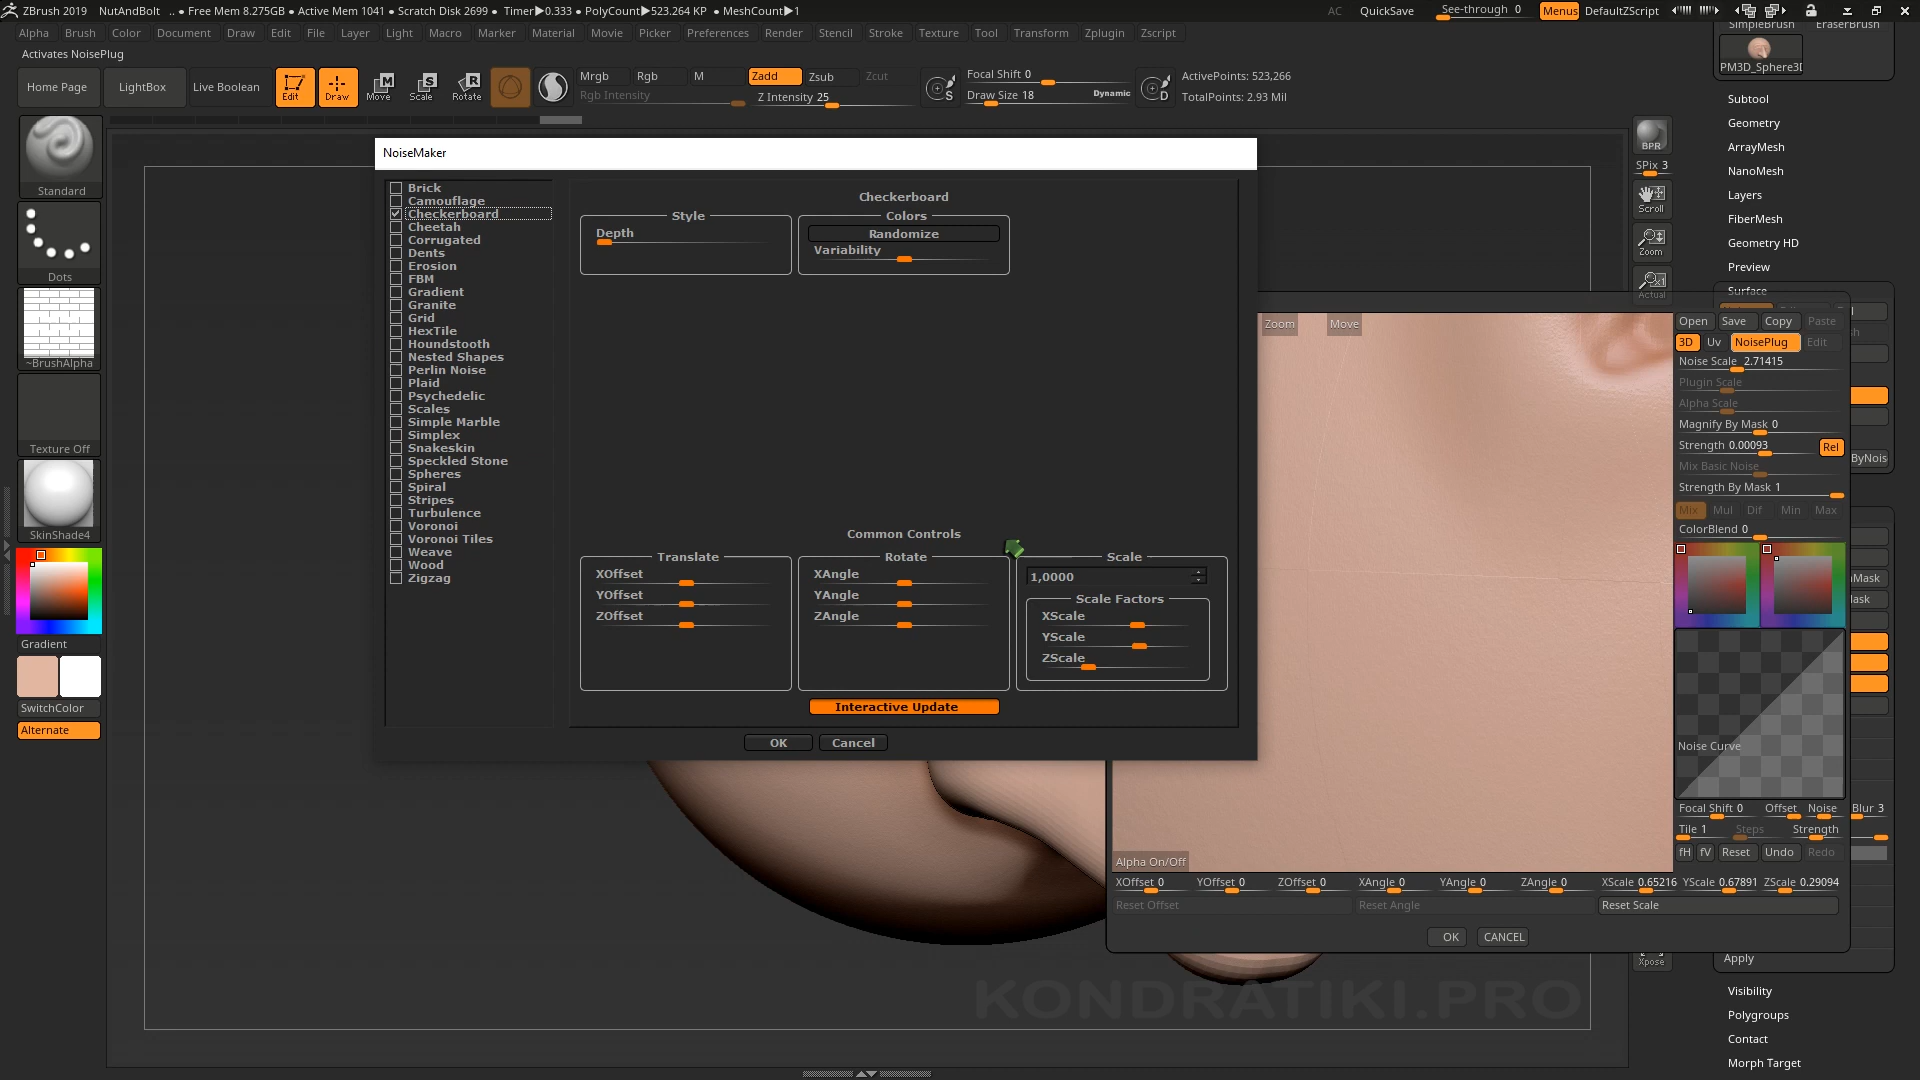 ZBrush 2019 NutAndBolt .. ● Free Mem 8.275GB ● Active Mem 1041 ● Scratch Disk 2699 ● Timer▶0.333 ● PolyCount▶523.264 KP ● MeshCount▶1 AC QuickSave See-through 0 Menus DefaultZScript
Alpha Brush Color Document Draw Edit File Layer Light Macro Marker Material Movie Picker Preferences Render Stencil Stroke Texture Tool Transform Zplugin Zscript
SimpleBrush EraserBrush
PM3D_Sphere3D
Activates NoisePlug
Home Page LightBox Live Boolean Edit Draw Move Scale Rotate
Mrgb Rgb M Zadd Zsub Zcut
Rgb Intensity Z Intensity 25
Focal Shift 0
Draw Size 18 Dynamic
ActivePoints: 523,266
TotalPoints: 2.93 Mil
Standard
Dots
~BrushAlpha
Texture Off
SkinShade4
Gradient
SwitchColor
Alternate
NoiseMaker
Brick
Camouflage
Checkerboard
Cheetah
Corrugated
Dents
Erosion
FBM
Gradient
Granite
Grid
HexTile
Houndstooth
Nested Shapes
Perlin Noise
Plaid
Psychedelic
Scales
Simple Marble
Simplex
Snakeskin
Speckled Stone
Spheres
Spiral
Stripes
Turbulence
Voronoi
Voronoi Tiles
Weave
Wood
Zigzag
Checkerboard
Style
Depth
Colors
Randomize
Variability
Common Controls
Translate
XOffset
YOffset
ZOffset
Rotate
XAngle
YAngle
ZAngle
Scale
1,0000
Scale Factors
XScale
YScale
ZScale
Interactive Update
OK Cancel
BPR
SPix 3
Scroll
Zoom
Actual
Xpose
Subtool
Geometry
ArrayMesh
NanoMesh
Layers
FiberMesh
Geometry HD
Preview
Surface
Zoom Move
Open Save Copy Paste
3D Uv NoisePlug Edit
Noise Scale 2.71415
Plugin Scale
Alpha Scale
Magnify By Mask 0
Strength 0.00093 Rel
Mix Basic Noise
Strength By Mask 1
Mix Mul Dif Min Max
ColorBlend 0
Noise Curve
Focal Shift 0 Offset Noise
Tile 1 Steps Strength
fH fV Reset Undo Redo
Alpha On/Off
XOffset 0 YOffset 0 ZOffset 0 XAngle 0 YAngle 0 ZAngle 0 XScale 0.65216 YScale 0.67891 ZScale 0.29094
Reset Offset Reset Angle Reset Scale
OK CANCEL
ByNois
Mask
ask
Blur 3
Apply
Visibility
Polygroups
Contact
Morph Target
KONDRATIKI.PRO